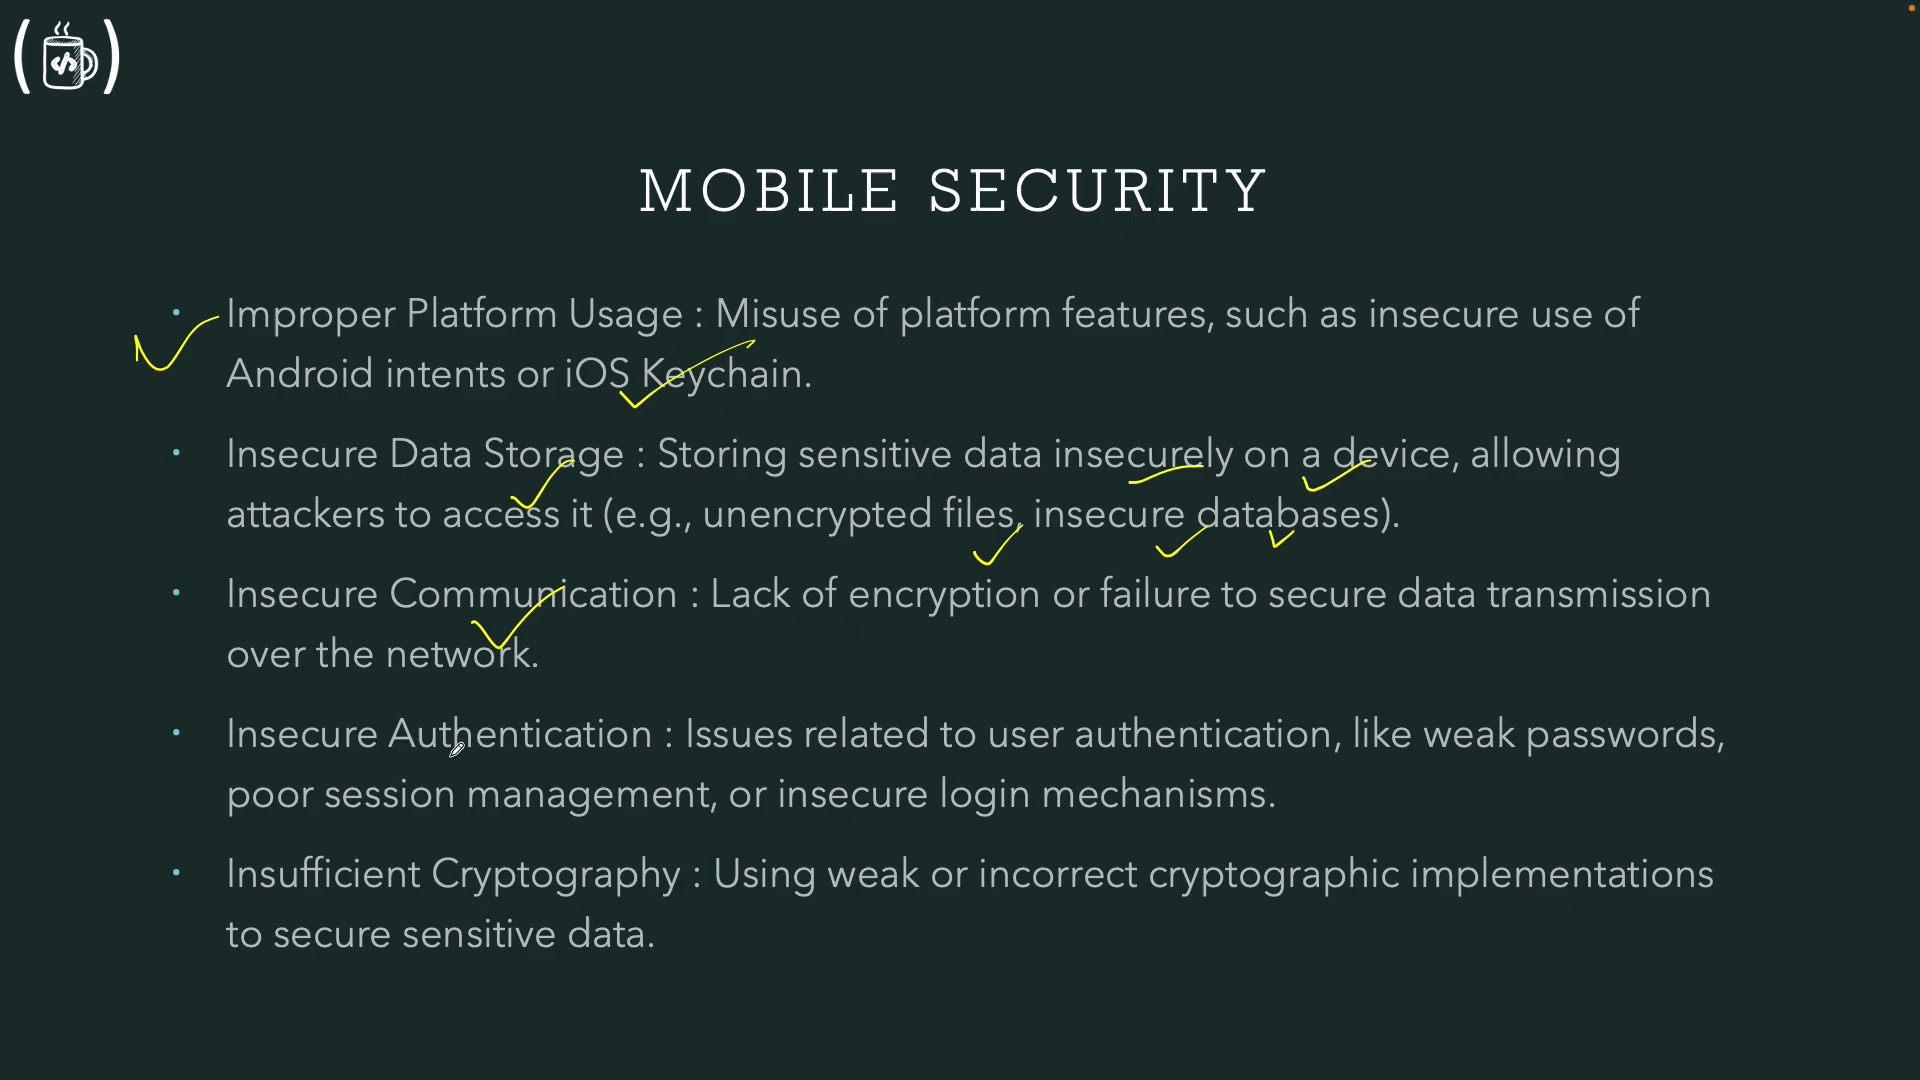 MOBILE SECURITY
• Improper Platform Usage : Misuse of platform features, such as insecure use of
Android intents or iOS Keychain.
• Insecure Data Storage : Storing sensitive data insecurely on a device, allowing
attackers to access it (e.g., unencrypted files, insecure databases).
• Insecure Communication : Lack of encryption or failure to secure data transmission
over the network.
• Insecure Authentication : Issues related to user authentication, like weak passwords,
poor session management, or insecure login mechanisms.
• Insufficient Cryptography : Using weak or incorrect cryptographic implementations
to secure sensitive data.